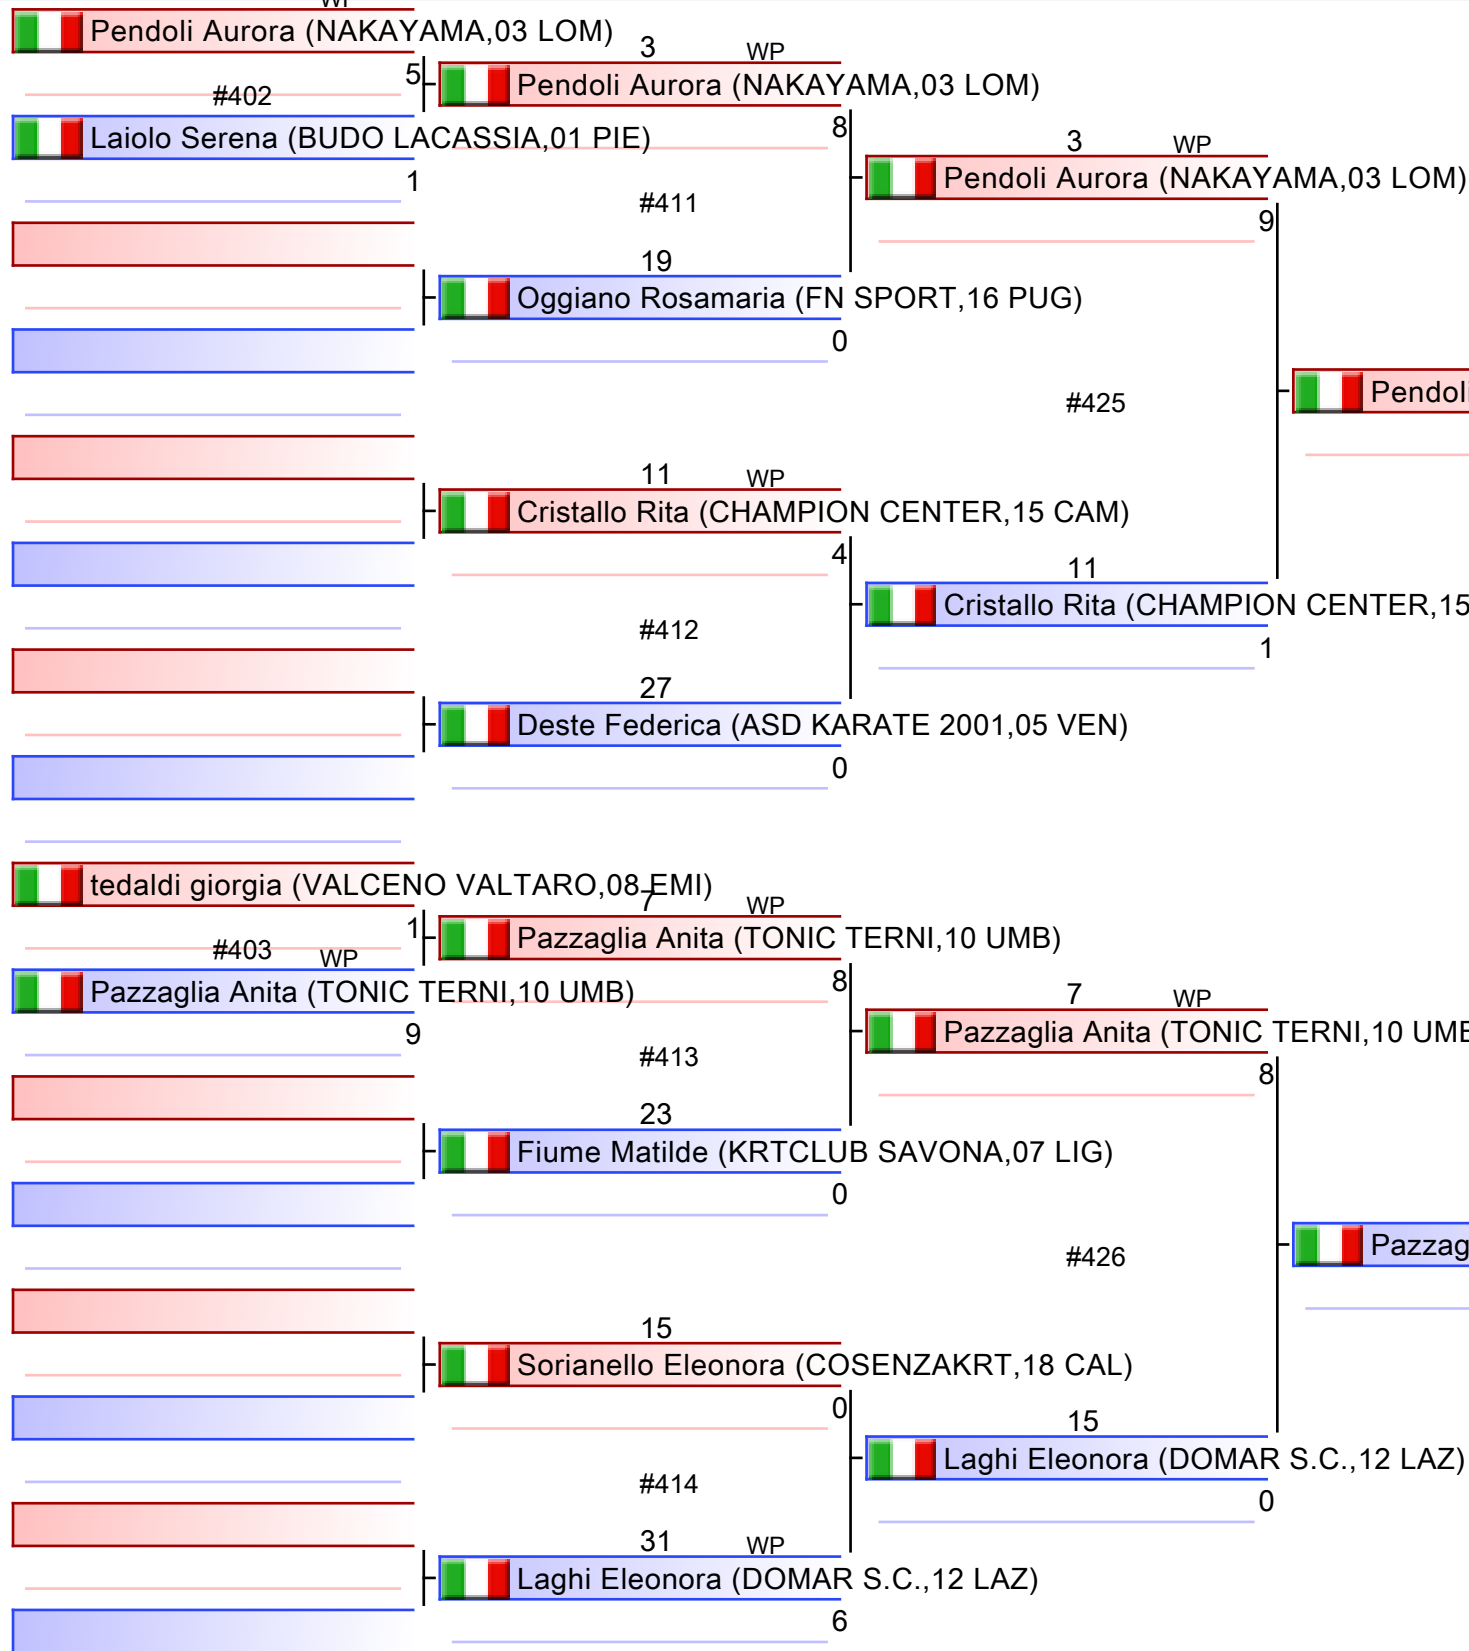 WP
Pendoli Aurora (NAKAYAMA,03 LOM)
3 WP
5
Pendoli Aurora (NAKAYAMA,03 LOM)
#402
Laiolo Serena (BUDO LACASSIA,01 PIE)
8
3 WP
1
Pendoli Aurora (NAKAYAMA,03 LOM)
#411
9
19
Oggiano Rosamaria (FN SPORT,16 PUG)
0
Pendoli
#425
11 WP
Cristallo Rita (CHAMPION CENTER,15 CAM)
4
11
Cristallo Rita (CHAMPION CENTER,15
#412
1
27
Deste Federica (ASD KARATE 2001,05 VEN)
0
tedaldi giorgia (VALCENO VALTARO,08 EMI)
7 WP
1
Pazzaglia Anita (TONIC TERNI,10 UMB)
#403 WP
8
Pazzaglia Anita (TONIC TERNI,10 UMB)
7 WP
9
Pazzaglia Anita (TONIC TERNI,10 UMB
#413
8
23
Fiume Matilde (KRTCLUB SAVONA,07 LIG)
0
Pazzag
#426
15
Sorianello Eleonora (COSENZAKRT,18 CAL)
0
15
Laghi Eleonora (DOMAR S.C.,12 LAZ)
#414
0
31 WP
Laghi Eleonora (DOMAR S.C.,12 LAZ)
6